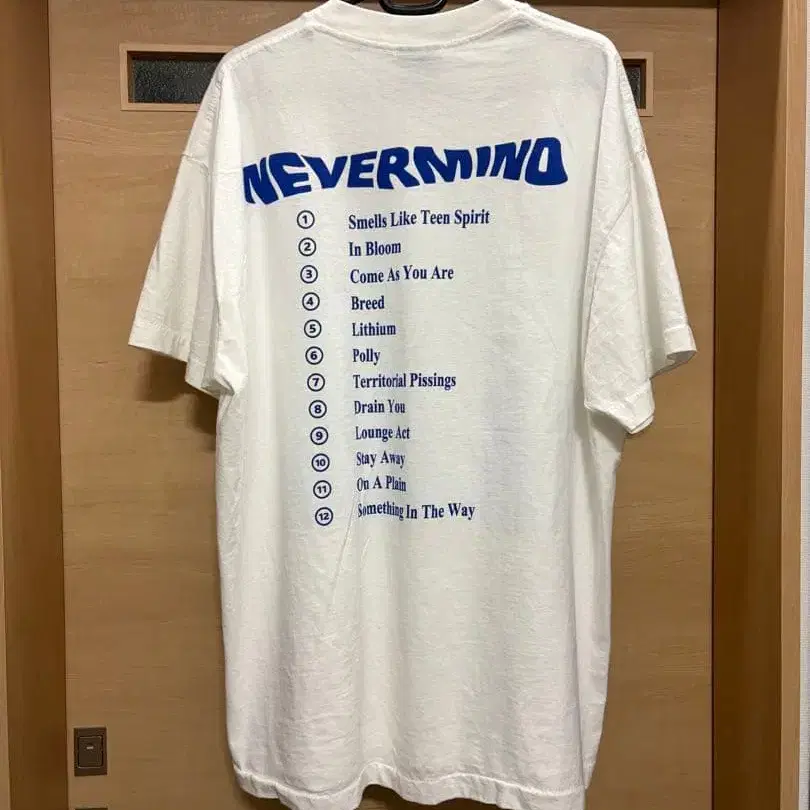 NEVERMIND
① Smells Like Teen Spirit
② In Bloom
③ Come As You Are
④ Breed
⑤ Lithium
⑥ Polly
⑦ Territorial Pissings
⑧ Drain You
⑨ Lounge Act
⑩ Stay Away
⑪ On A Plain
⑫ Something In The Way